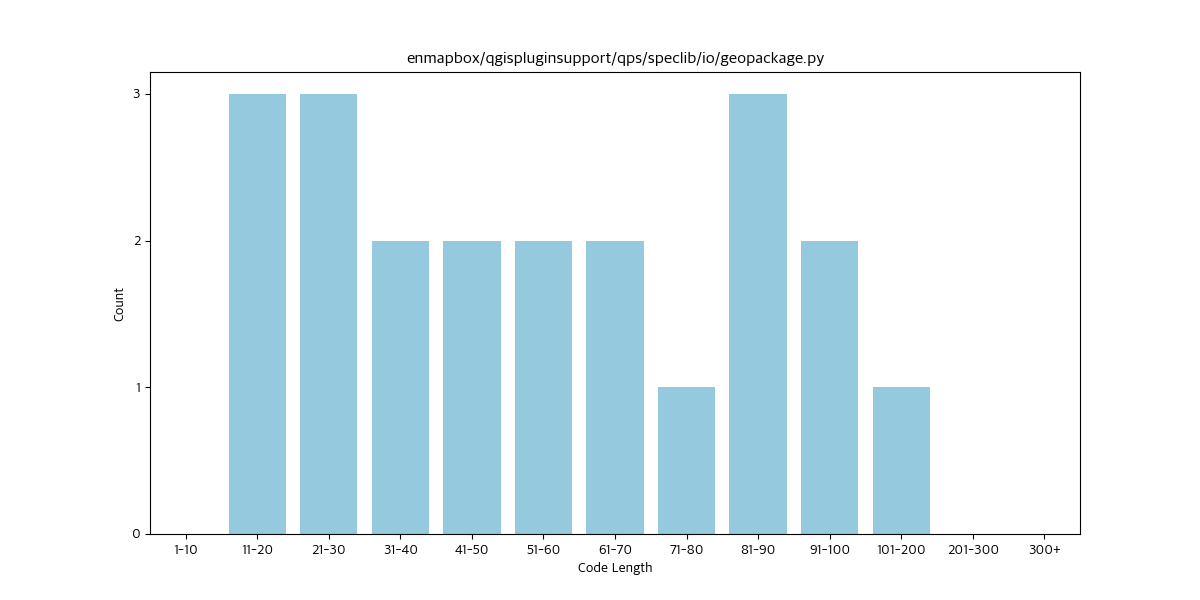 enmapbox/qgispluginsupport/qps/speclib/io/geopackage.py
3
2
1
0
Count
1-10 11-20 21-30 31-40 41-50 51-60 61-70 71-80 81-90 91-100 101-200 201-300 300+
Code Length